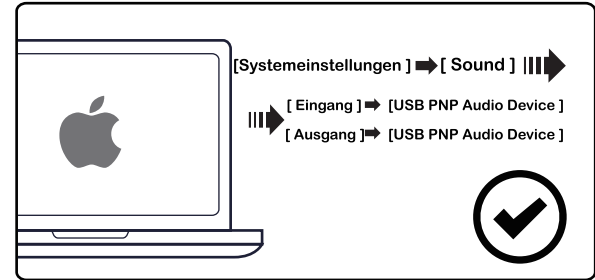 [Systemeinstellungen ] ➡ [ Sound ]
[ Eingang ] ➡ [USB PNP Audio Device ]
[ Ausgang ] ➡ [USB PNP Audio Device ]